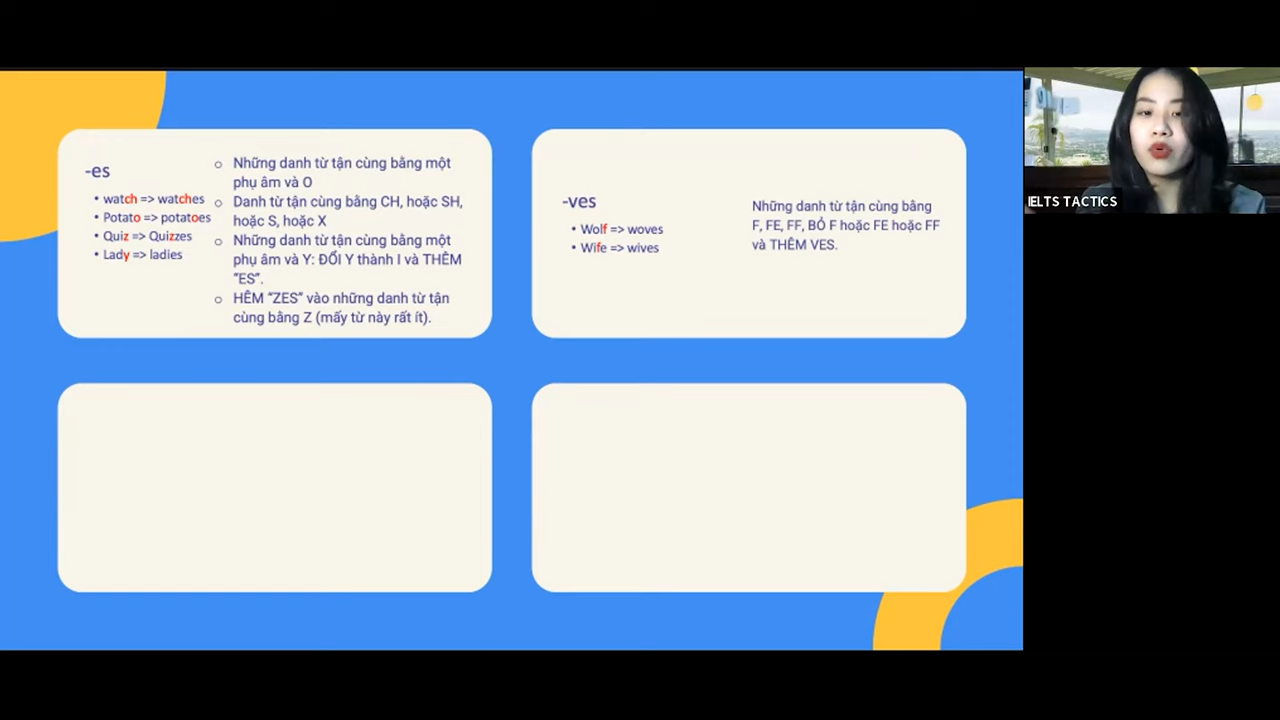 -es
• watch => watches
• Potato => potatoes
• Quiz => Quizzes
• Lady => ladies
o Những danh từ tận cùng bằng một
phụ âm và O
o Danh từ tận cùng bằng CH, hoặc SH,
hoặc S, hoặc X
o Những danh từ tận cùng bằng một
phụ âm và Y: ĐỔI Y thành I và THÊM
"ES".
o HÊM "ZES" vào những danh từ tận
cùng bằng Z (mấy từ này rất ít).
-ves
• Wolf => woves
• Wife => wives
Những danh từ tận cùng bằng
F, FE, FF, BỎ F hoặc FE hoặc FF
và THÊM VES.
IELTS TACTICS